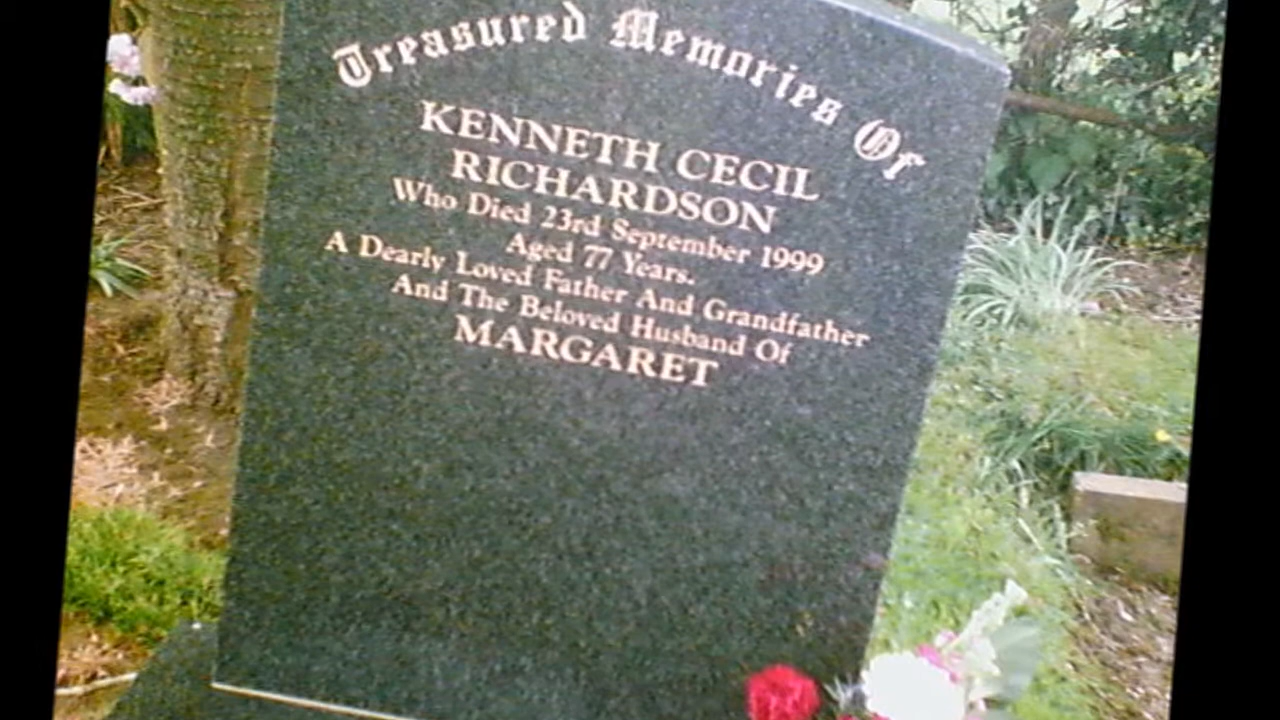 Treasured Memories Of
KENNETH CECIL
RICHARDSON
Who Died 23rd September 1999
Aged 77 Years.
A Dearly Loved Father And Grandfather
And The Beloved Husband Of
MARGARET